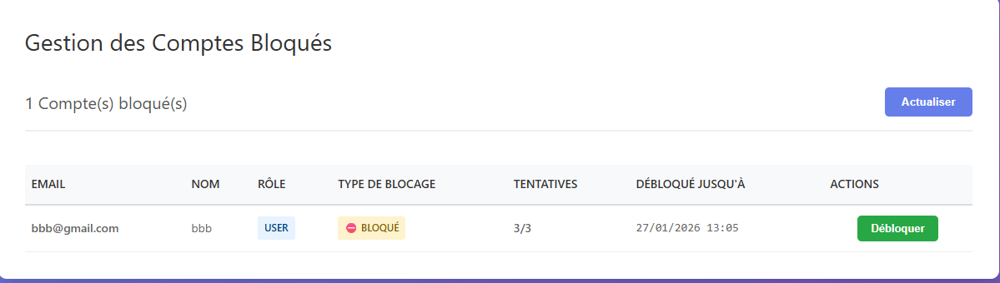 Gestion des Comptes Bloqués
1 Compte(s) bloqué(s)
Actualiser
EMAIL NOM RÔLE TYPE DE BLOCAGE TENTATIVES DÉBLOQUÉ JUSQU'À ACTIONS
bbb@gmail.com bbb USER ⛔ BLOQUÉ 3/3 27/01/2026 13:05 Débloquer